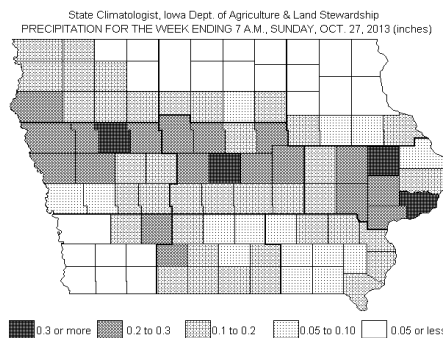 State Climatologist, Iowa Dept. of Agriculture & Land Stewardship
PRECIPITATION FOR THE WEEK ENDING 7 A.M., SUNDAY, OCT. 27, 2013 (inches)
0.3 or more 0.2 to 0.3 0.1 to 0.2 0.05 to 0.10 0.05 or less